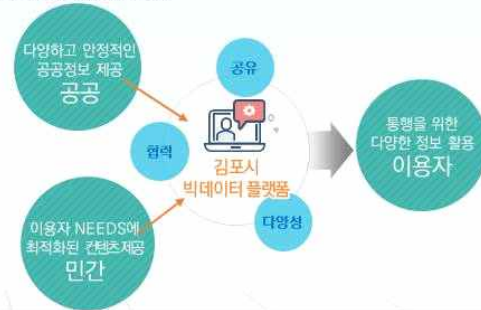 다양하고 안정적인
공공정보 제공
공공
공유
협력
김포시
빅데이터 플랫폼
다양성
통행을 위한
다양한 정보 활용
이용자
이용자 NEEDS에
최적화된 컨텐츠제공
민간